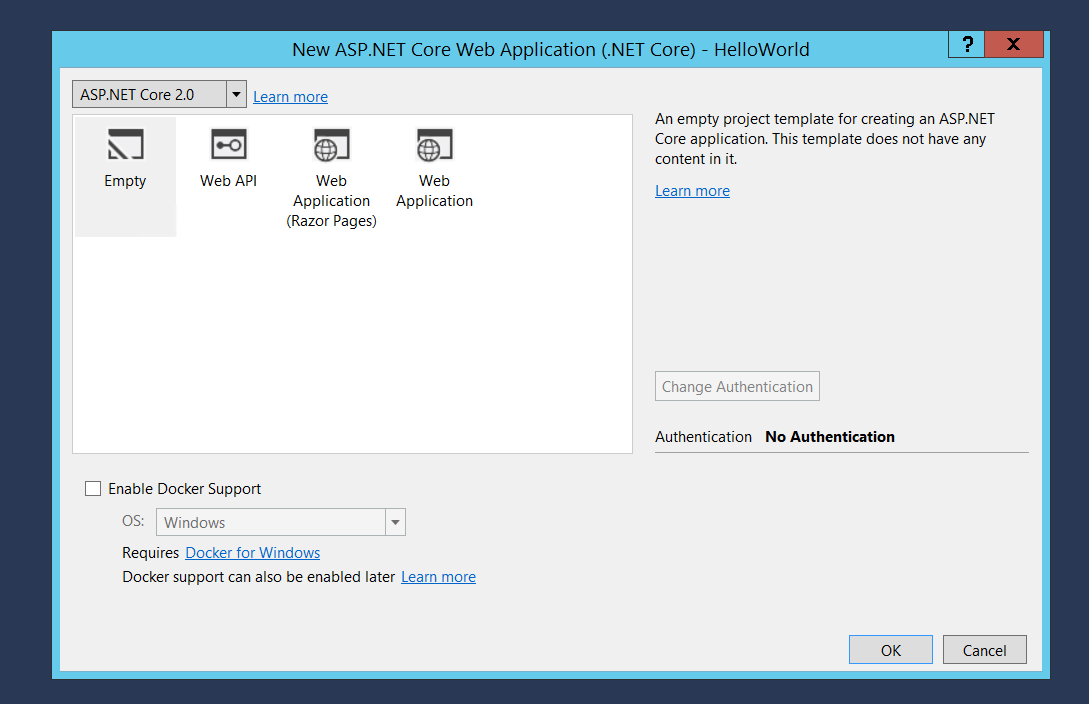 New ASP.NET Core Web Application (.NET Core) - HelloWorld
? X
ASP.NET Core 2.0
Learn more
Empty
Web API
Web
Application
(Razor Pages)
Web
Application
An empty project template for creating an ASP.NET
Core application. This template does not have any
content in it.
Learn more
Change Authentication
Authentication No Authentication
Enable Docker Support
OS: Windows
Requires Docker for Windows
Docker support can also be enabled later Learn more
OK
Cancel